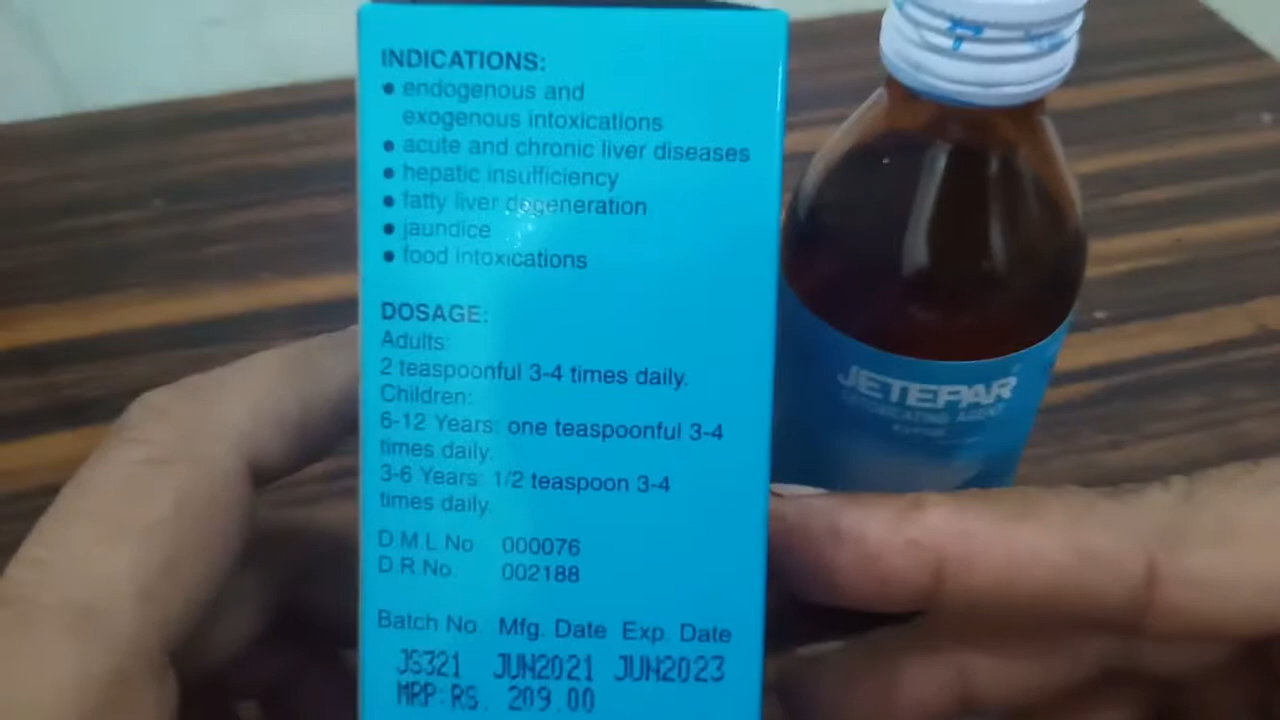 INDICATIONS:
• endogenous and
exogenous intoxications
• acute and chronic liver diseases
• hepatic insufficiency
• fatty liver degeneration
• jaundice
• food intoxications
DOSAGE:
Adults:
2 teaspoonful 3-4 times daily.
Children:
6-12 Years: one teaspoonful 3-4
times daily.
3-6 Years: 1/2 teaspoon 3-4
times daily.
D.M.L No. 000076
D.R.No. 002188
Batch No. Mfg. Date Exp. Date
JS321 JUN2021 JUN2023
MRP:RS. 209.00
JETEPAR